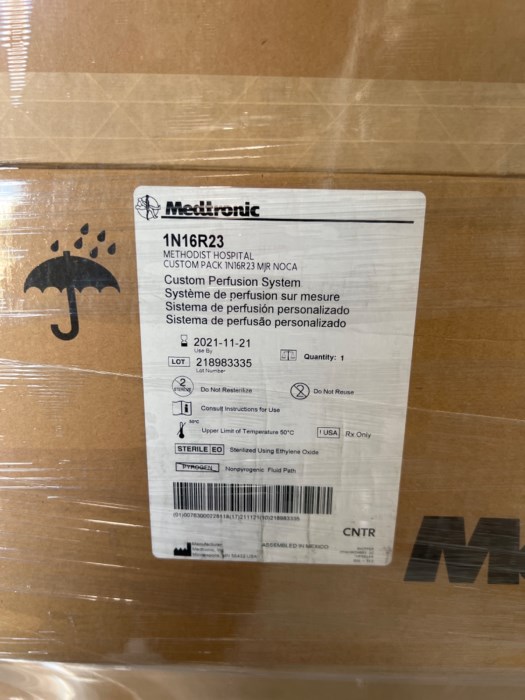 Medtronic
1N16R23
METHODIST HOSPITAL
CUSTOM PACK 1N16R23 MJR NOCA
Custom Perfusion System
Système de perfusion sur mesure
Sistema de perfusión personalizado
Sistema de perfusão personalizado
2021-11-21
Use By
Quantity: 1
LOT 218983335
Lot Number
2
STERILE
Do Not Resterilize
2
Do Not Reuse
i
Consult Instructions for Use
50°C
Upper Limit of Temperature 50°C
! USA Rx Only
STERILE EO Sterilized Using Ethylene Oxide
PYROGEN Nonpyrogenic Fluid Path
CNTR
ASSEMBLED IN MEXICO
M